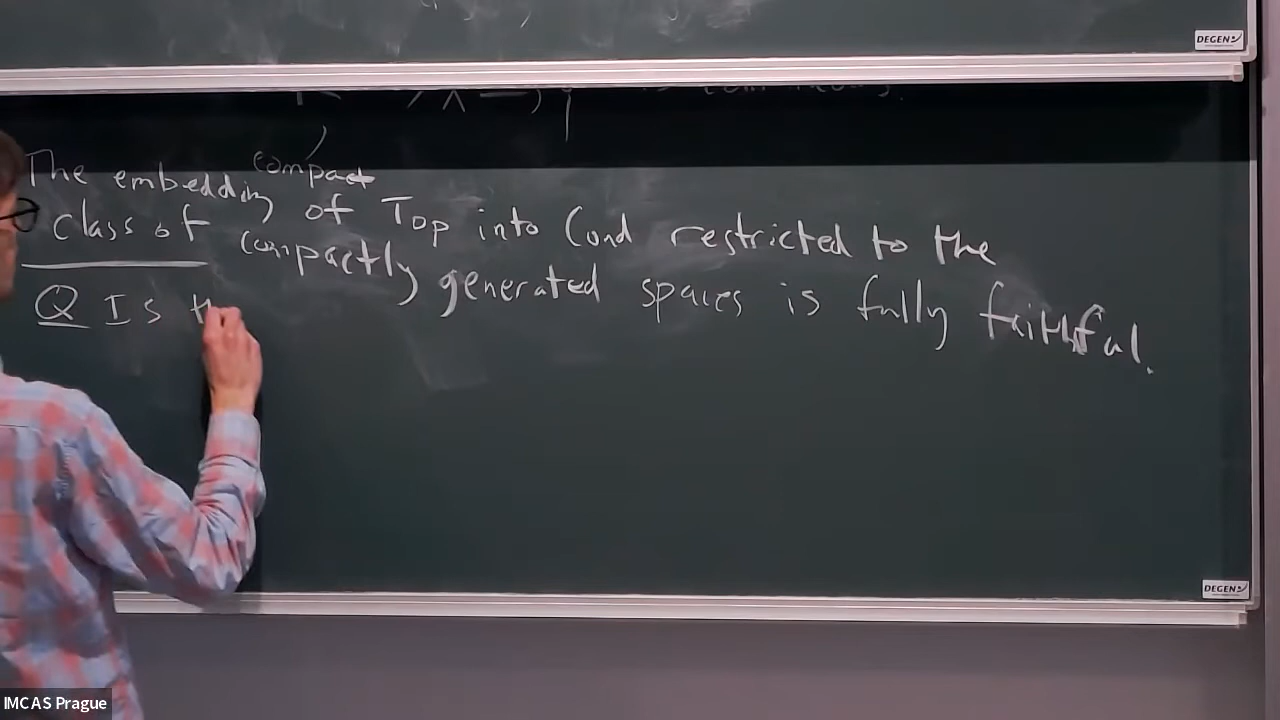 DEGEN
compact
The embedding of Top into Cond restricted to the
class of compactly generated spaces is fully faithful.
Q Is
DEGEN
IMCAS Prague